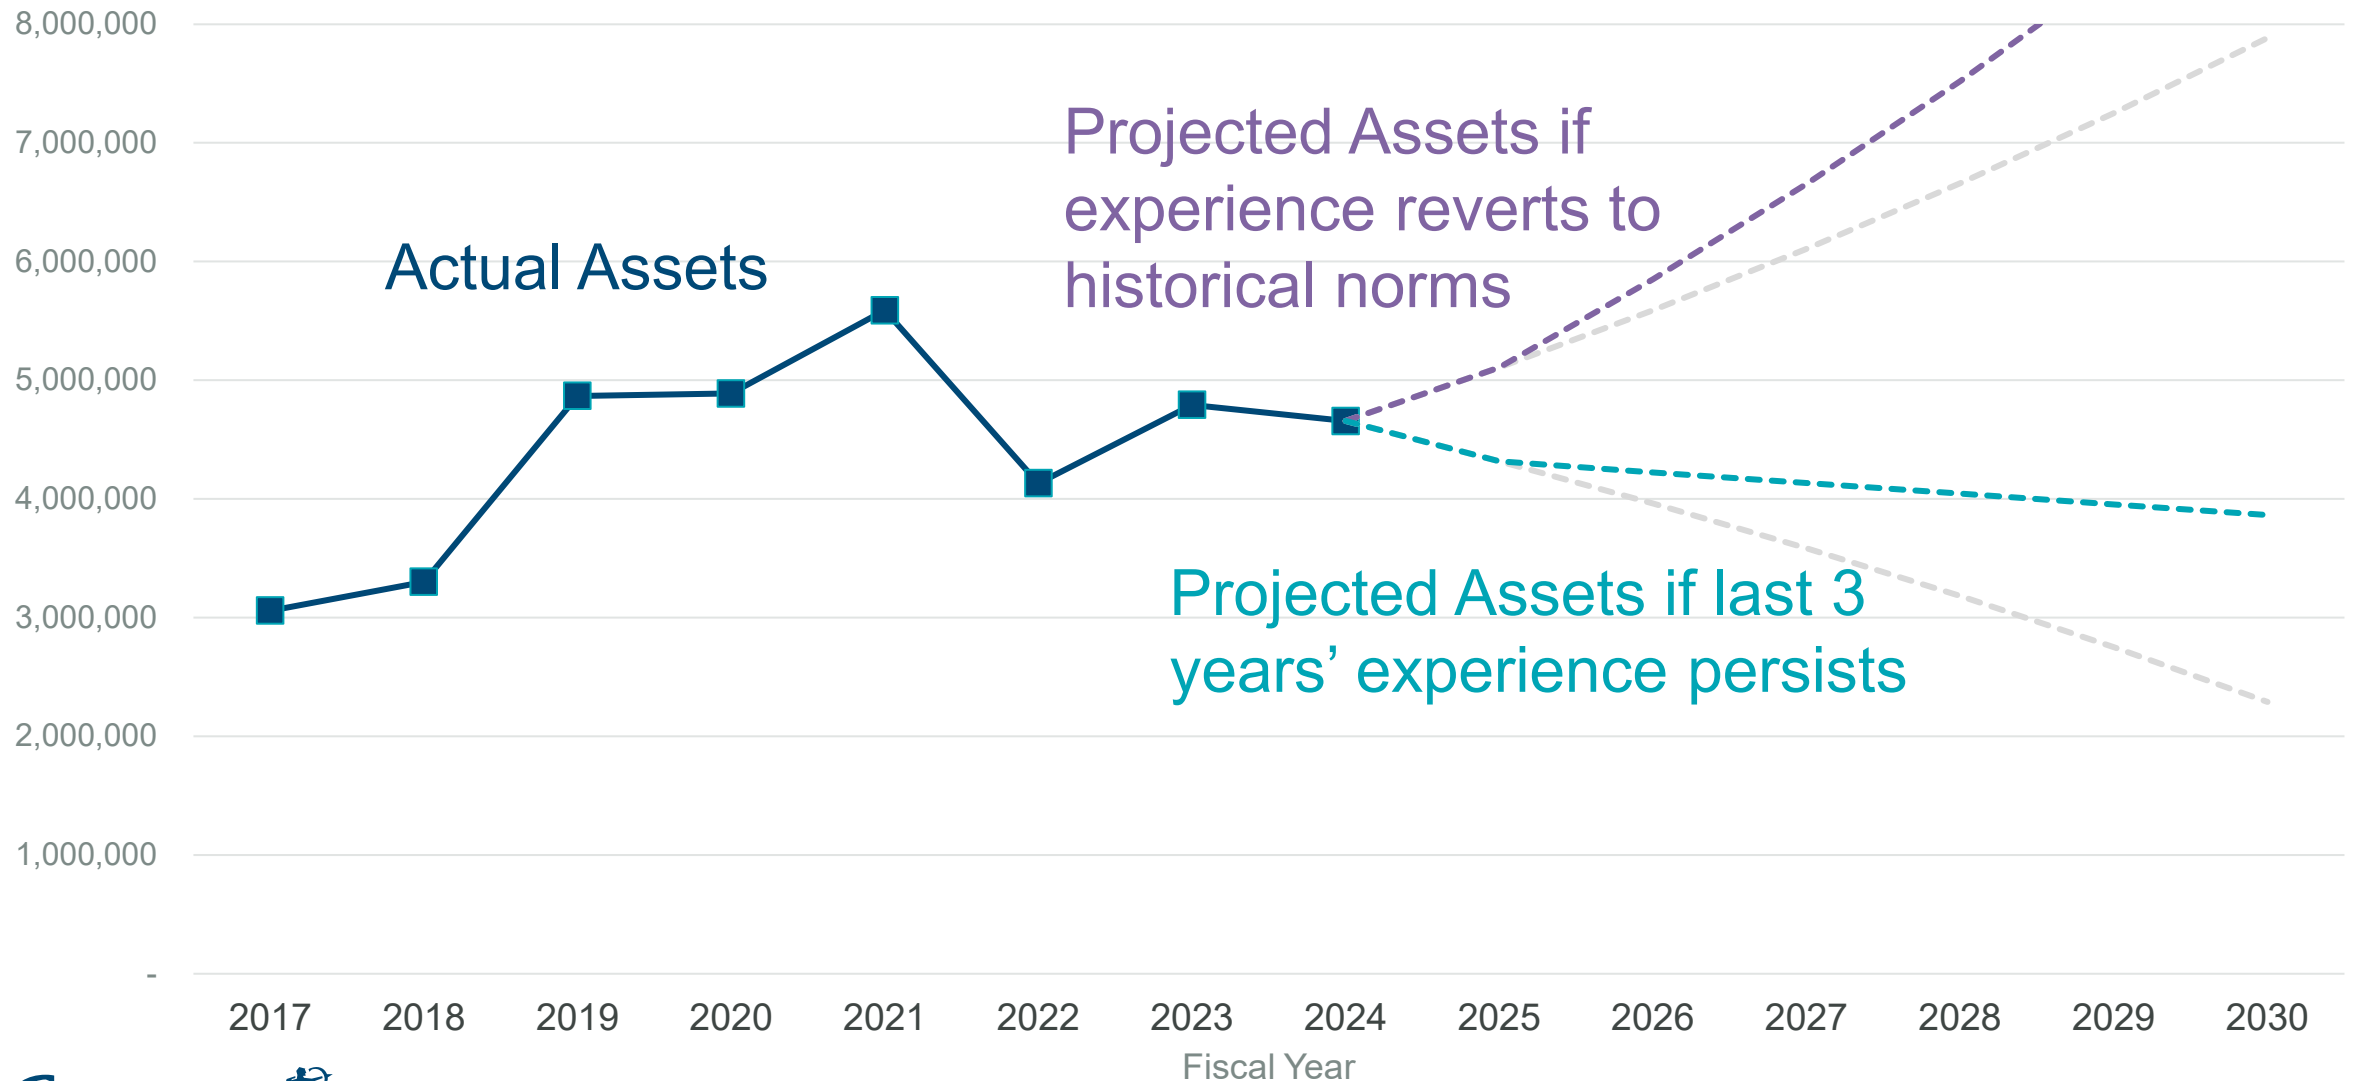 8,000,000
7,000,000
6,000,000
5,000,000
4,000,000
3,000,000
2,000,000
1,000,000
-
Actual Assets
Projected Assets if
experience reverts to
historical norms
Projected Assets if last 3
years’ experience persists
2017 2018 2019 2020 2021 2022 2023 2024 2025 2026 2027 2028 2029 2030
Fiscal Year